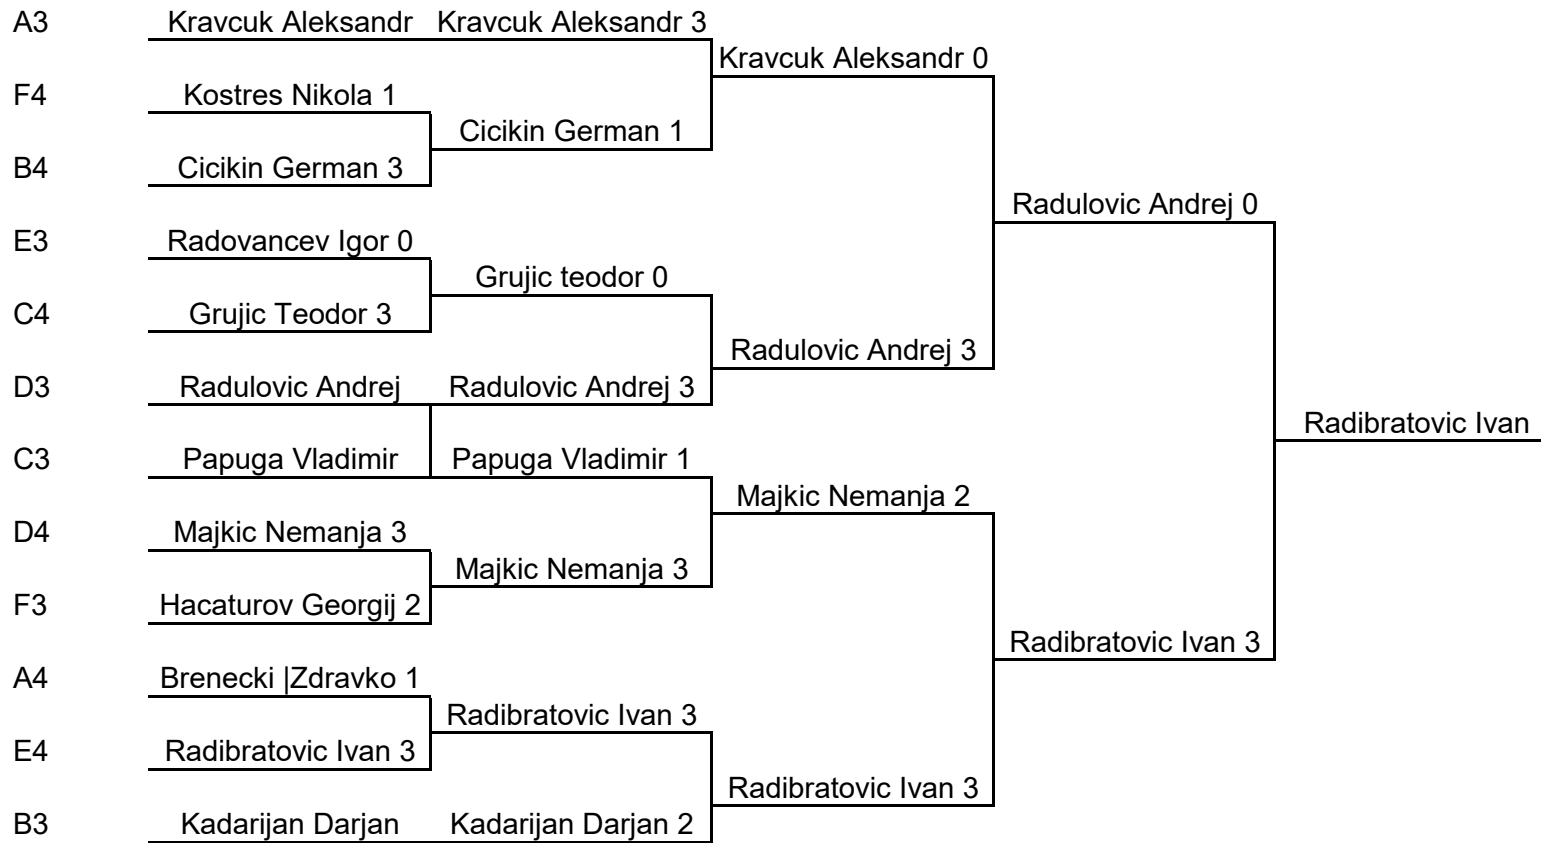 A3 Kravcuk Aleksandr Kravcuk Aleksandr 3
Kravcuk Aleksandr 0
F4 Kostres Nikola 1
Cicikin German 1
B4 Cicikin German 3
Radulovic Andrej 0
E3 Radovancev Igor 0
Grujic teodor 0
C4 Grujic Teodor 3
Radulovic Andrej 3
D3 Radulovic Andrej Radulovic Andrej 3
Radibratovic Ivan
C3 Papuga Vladimir Papuga Vladimir 1
Majkic Nemanja 2
D4 Majkic Nemanja 3
Majkic Nemanja 3
F3 Hacaturov Georgij 2
Radibratovic Ivan 3
A4 Brenecki |Zdravko 1
Radibratovic Ivan 3
E4 Radibratovic Ivan 3
Radibratovic Ivan 3
B3 Kadarijan Darjan Kadarijan Darjan 2